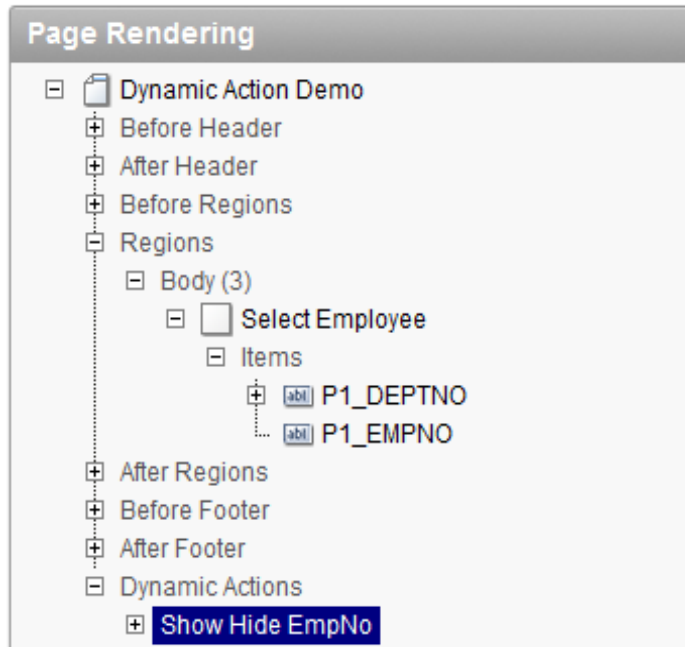 Page Rendering
Dynamic Action Demo
Before Header
After Header
Before Regions
Regions
Body (3)
Select Employee
Items
P1_DEPTNO
P1_EMPNO
After Regions
Before Footer
After Footer
Dynamic Actions
Show Hide EmpNo